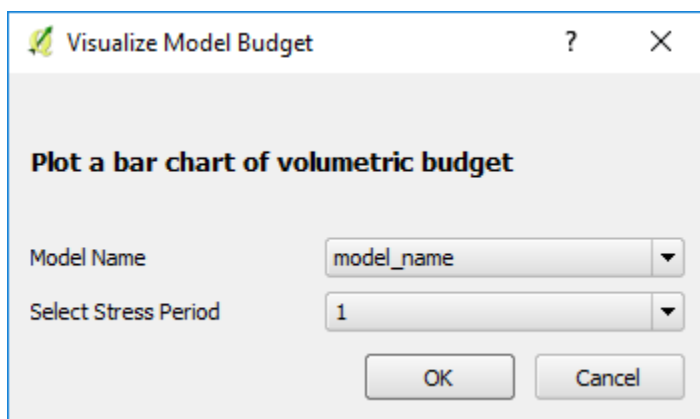 Visualize Model Budget ?
Plot a bar chart of volumetric budget
Model Name model_name
Select Stress Period 1
OK Cancel